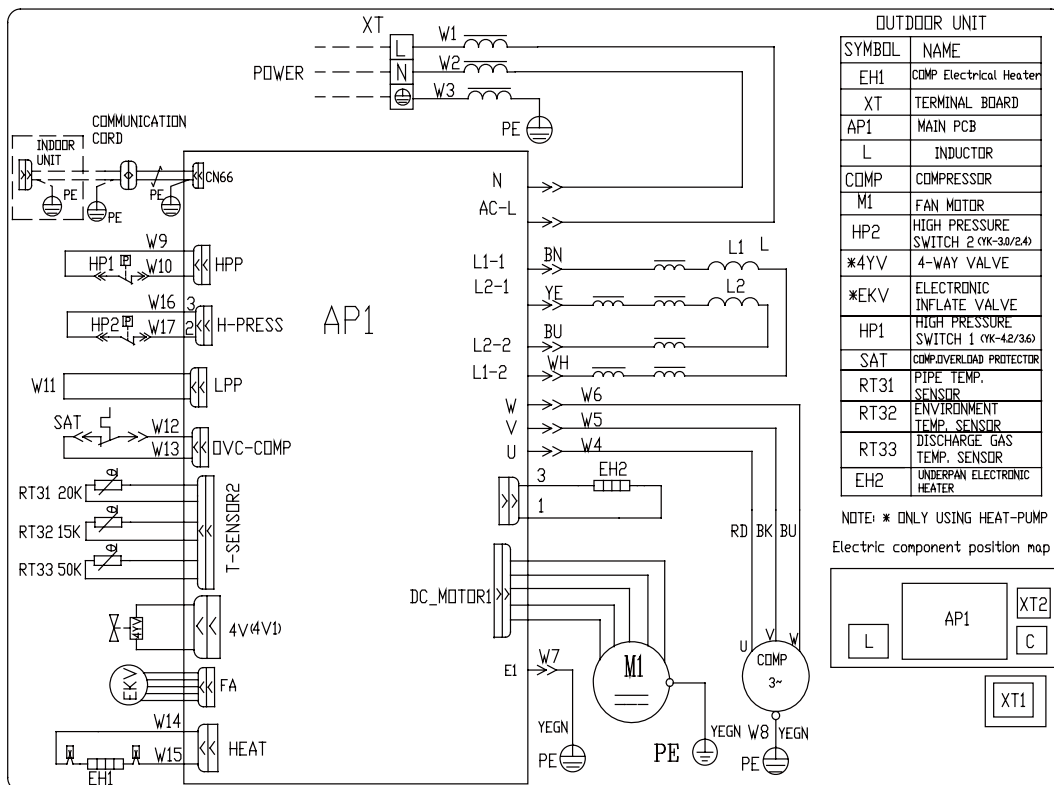 XT
L
N
POWER
W1
W2
W3
PE
COMMUNICATION
CORD
INDOOR
UNIT
PE
PE
PE
CN66
W9
HP1 P W10
HPP
W16 3
HP2 P W17 2
H-PRESS
W11
LPP
SAT
W12
W13
OVC-COMP
RT31 20K
RT32 15K
RT33 50K
θ
θ
θ
T-SENSOR2
4YV
4V(4V1)
EKV
FA
W14
W15
EH1
HEAT
AP1
N
AC-L
L1-1 BN
L1 L
L2-1
YE
L2
L2-2 BU
L1-2 WH
W W6
V W5
U W4
3
1
EH2
DC_MOTOR1
RD BK BU
M1
E1 W7
YEGN
PE
PE
YEGN
U V W
COMP
3~
W8 YEGN
PE
OUTDOOR UNIT
SYMBOL NAME
EH1 COMP Electrical Heater
XT TERMINAL BOARD
AP1 MAIN PCB
L INDUCTOR
COMP COMPRESSOR
M1 FAN MOTOR
HP2 HIGH PRESSURE
SWITCH 2 (YK-3.0/2.4)
*4YV 4-WAY VALVE
*EKV ELECTRONIC
INFLATE VALVE
HP1 HIGH PRESSURE
SWITCH 1 (YK-4.2/3.6)
SAT COMP.OVERLOAD PROTECTOR
RT31 PIPE TEMP.
SENSOR
RT32 ENVIRONMENT
TEMP. SENSOR
RT33 DISCHARGE GAS
TEMP. SENSOR
EH2 UNDERPAN ELECTRONIC
HEATER
NOTE: * ONLY USING HEAT-PUMP
Electric component position map
L
AP1
XT2
C
XT1